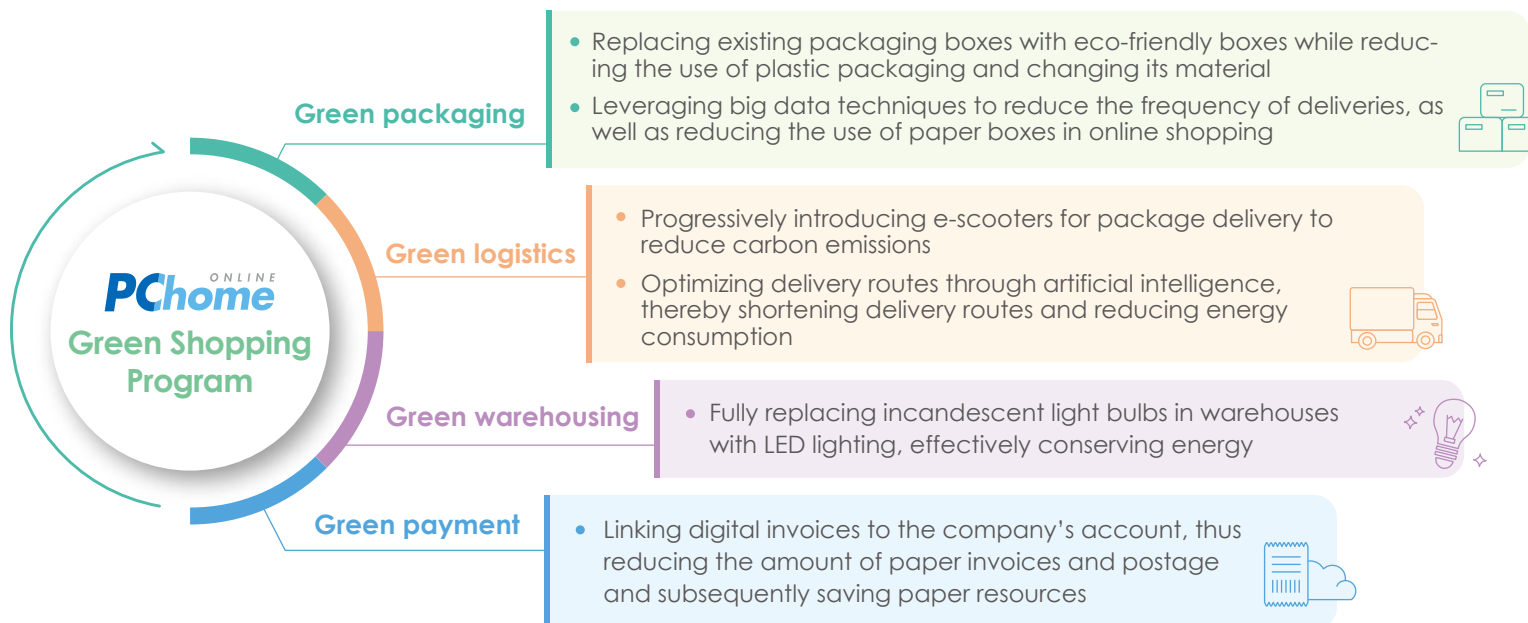 Green packaging
• Replacing existing packaging boxes with eco-friendly boxes while reduc-
ing the use of plastic packaging and changing its material
• Leveraging big data techniques to reduce the frequency of deliveries, as
well as reducing the use of paper boxes in online shopping
Green logistics
• Progressively introducing e-scooters for package delivery to
reduce carbon emissions
• Optimizing delivery routes through artificial intelligence,
thereby shortening delivery routes and reducing energy
consumption
ONLINE
PChome
Green Shopping
Program
Green warehousing
• Fully replacing incandescent light bulbs in warehouses
with LED lighting, effectively conserving energy
Green payment
• Linking digital invoices to the company’s account, thus
reducing the amount of paper invoices and postage
and subsequently saving paper resources